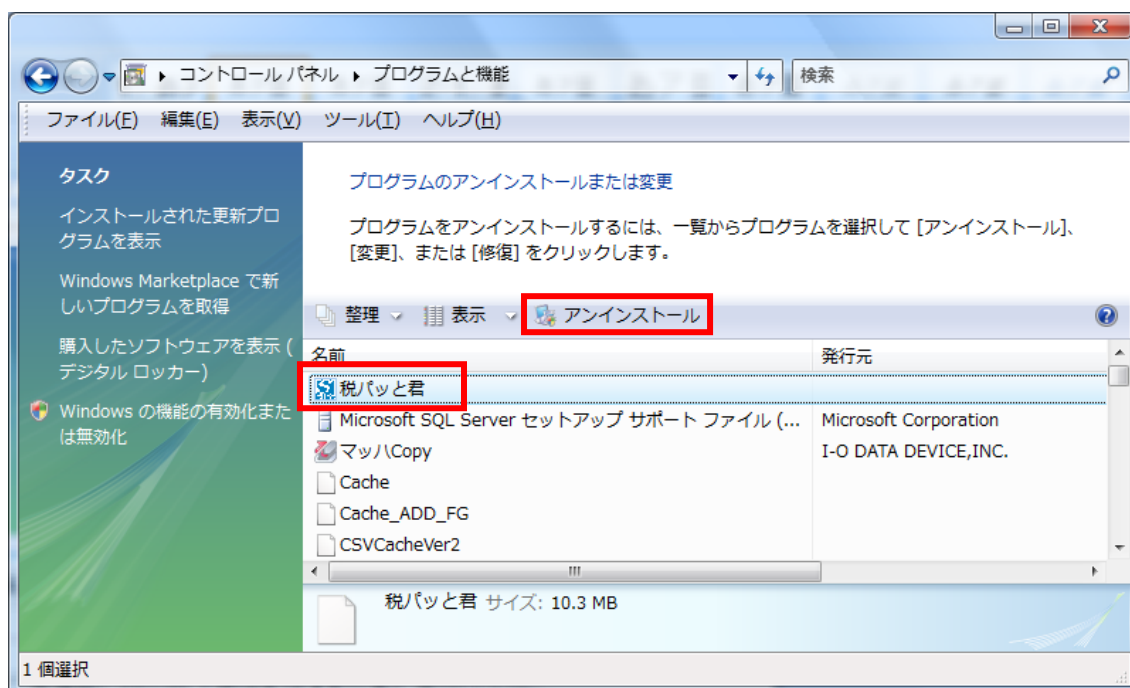 コントロール パネル ▸ プログラムと機能
検索
ファイル(F) 編集(E) 表示(V) ツール(T) ヘルプ(H)
タスク
インストールされた更新プロ
グラムを表示
Windows Marketplace で新
しいプログラムを取得
購入したソフトウェアを表示 (
デジタル ロッカー)
Windows の機能の有効化また
は無効化
プログラムのアンインストールまたは変更
プログラムをアンインストールするには、一覧からプログラムを選択して [アンインストール]、
[変更]、または [修復] をクリックします。
整理 表示 アンインストール
名前 発行元
税パッと君
Microsoft SQL Server セットアップ サポート ファイル (... Microsoft Corporation
マッハCopy I-O DATA DEVICE,INC.
Cache
Cache_ADD_FG
CSVCacheVer2
税パッと君 サイズ: 10.3 MB
1 個選択